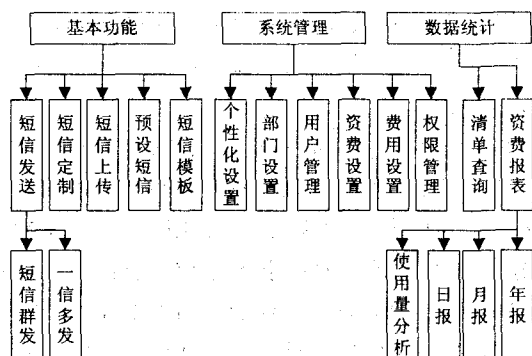 基本功能
系统管理
数据统计
短信发送
短信定制
短信上传
预设短信
短信模板
个性化设置
部门设置
用户管理
资费设置
费用设置
权限管理
清单查询
资费报表
短信群发
一信多发
使用量分析
日报
月报
年报